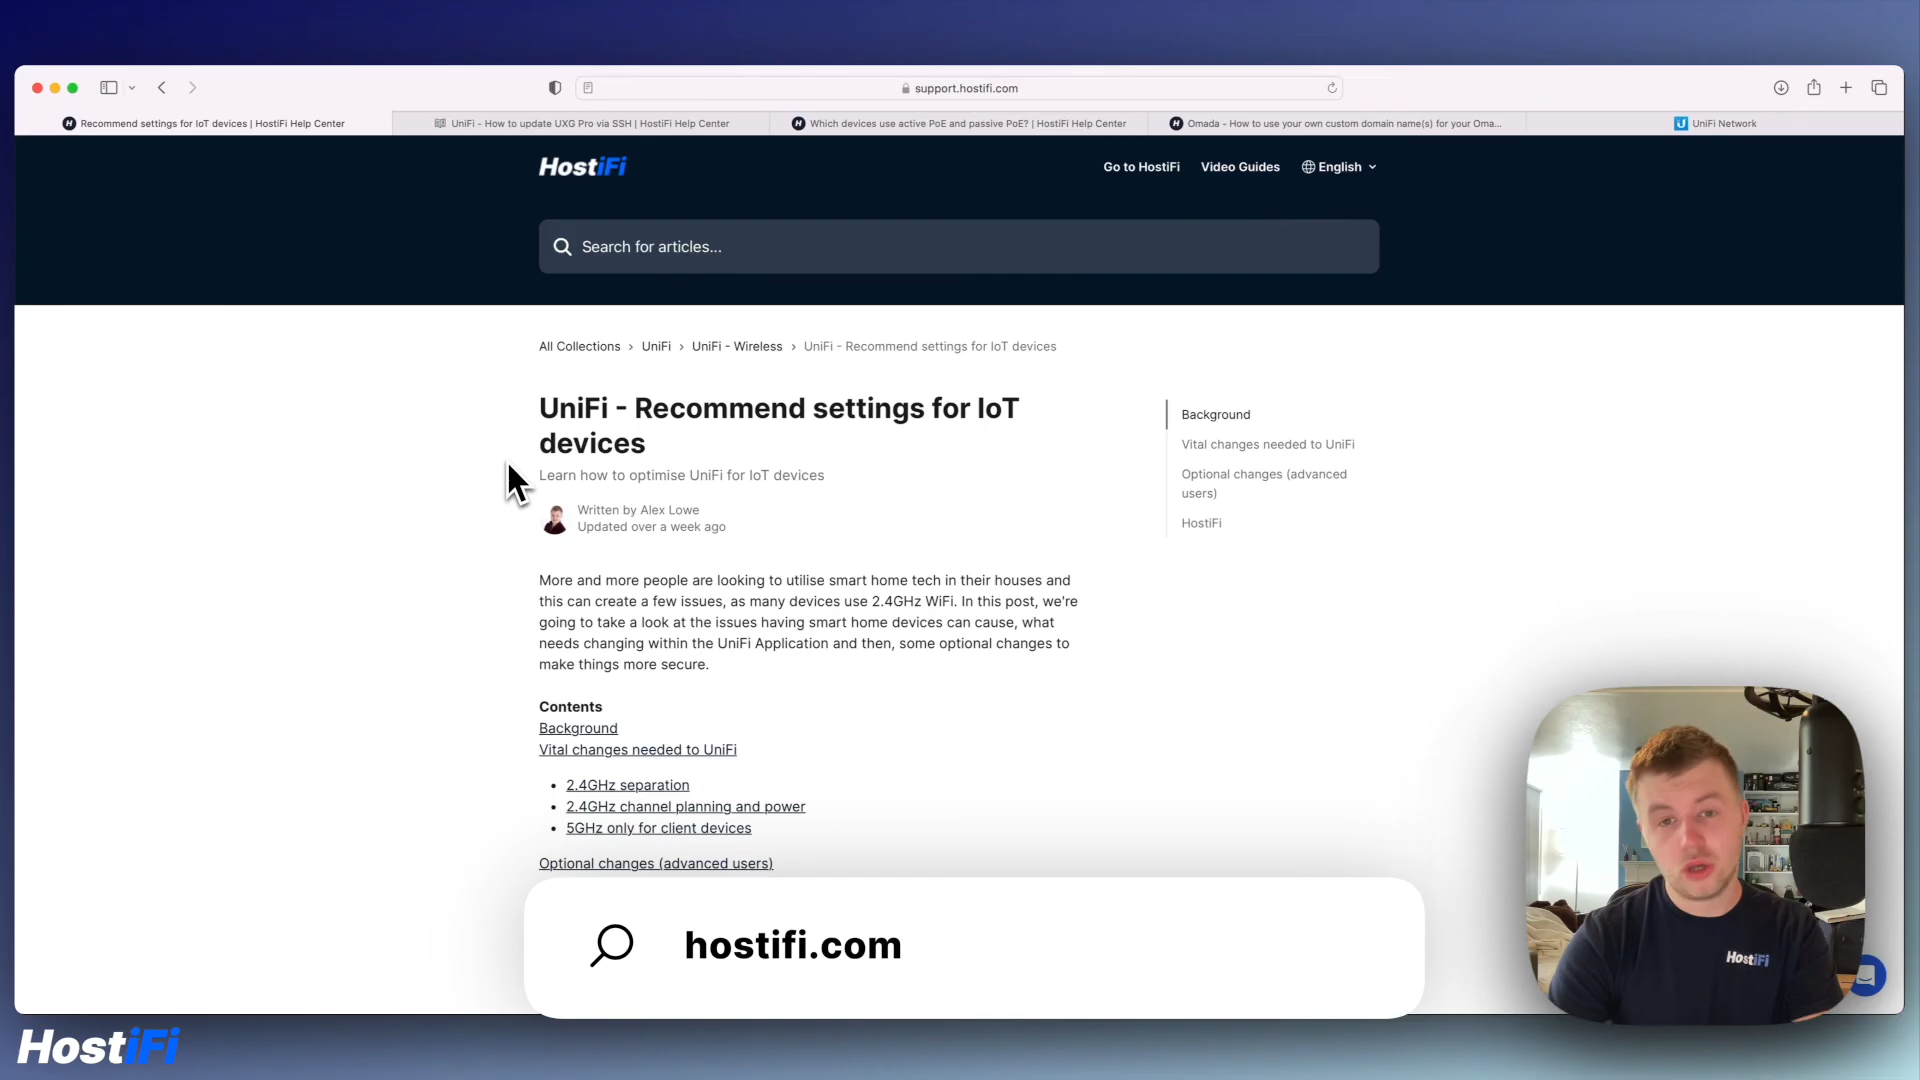 support.hostifi.com
Recommend settings for IoT devices | HostiFi Help Center
UniFi - How to update UXG Pro via SSH | HostiFi Help Center
Which devices use active PoE and passive PoE? | HostiFi Help Center
Omada - How to use your own custom domain name(s) for your Oma...
UniFi Network
HostiFi
Go to HostiFi
Video Guides
English
Search for articles...
All Collections > UniFi > UniFi - Wireless > UniFi - Recommend settings for IoT devices
UniFi - Recommend settings for IoT
devices
Learn how to optimise UniFi for IoT devices
Written by Alex Lowe
Updated over a week ago
Background
Vital changes needed to UniFi
Optional changes (advanced
users)
HostiFi
More and more people are looking to utilise smart home tech in their houses and
this can create a few issues, as many devices use 2.4GHz WiFi. In this post, we're
going to take a look at the issues having smart home devices can cause, what
needs changing within the UniFi Application and then, some optional changes to
make things more secure.
Contents
Background
Vital changes needed to UniFi
• 2.4GHz separation
• 2.4GHz channel planning and power
• 5GHz only for client devices
Optional changes (advanced users)
hostifi.com
HostiFi
HostiFi